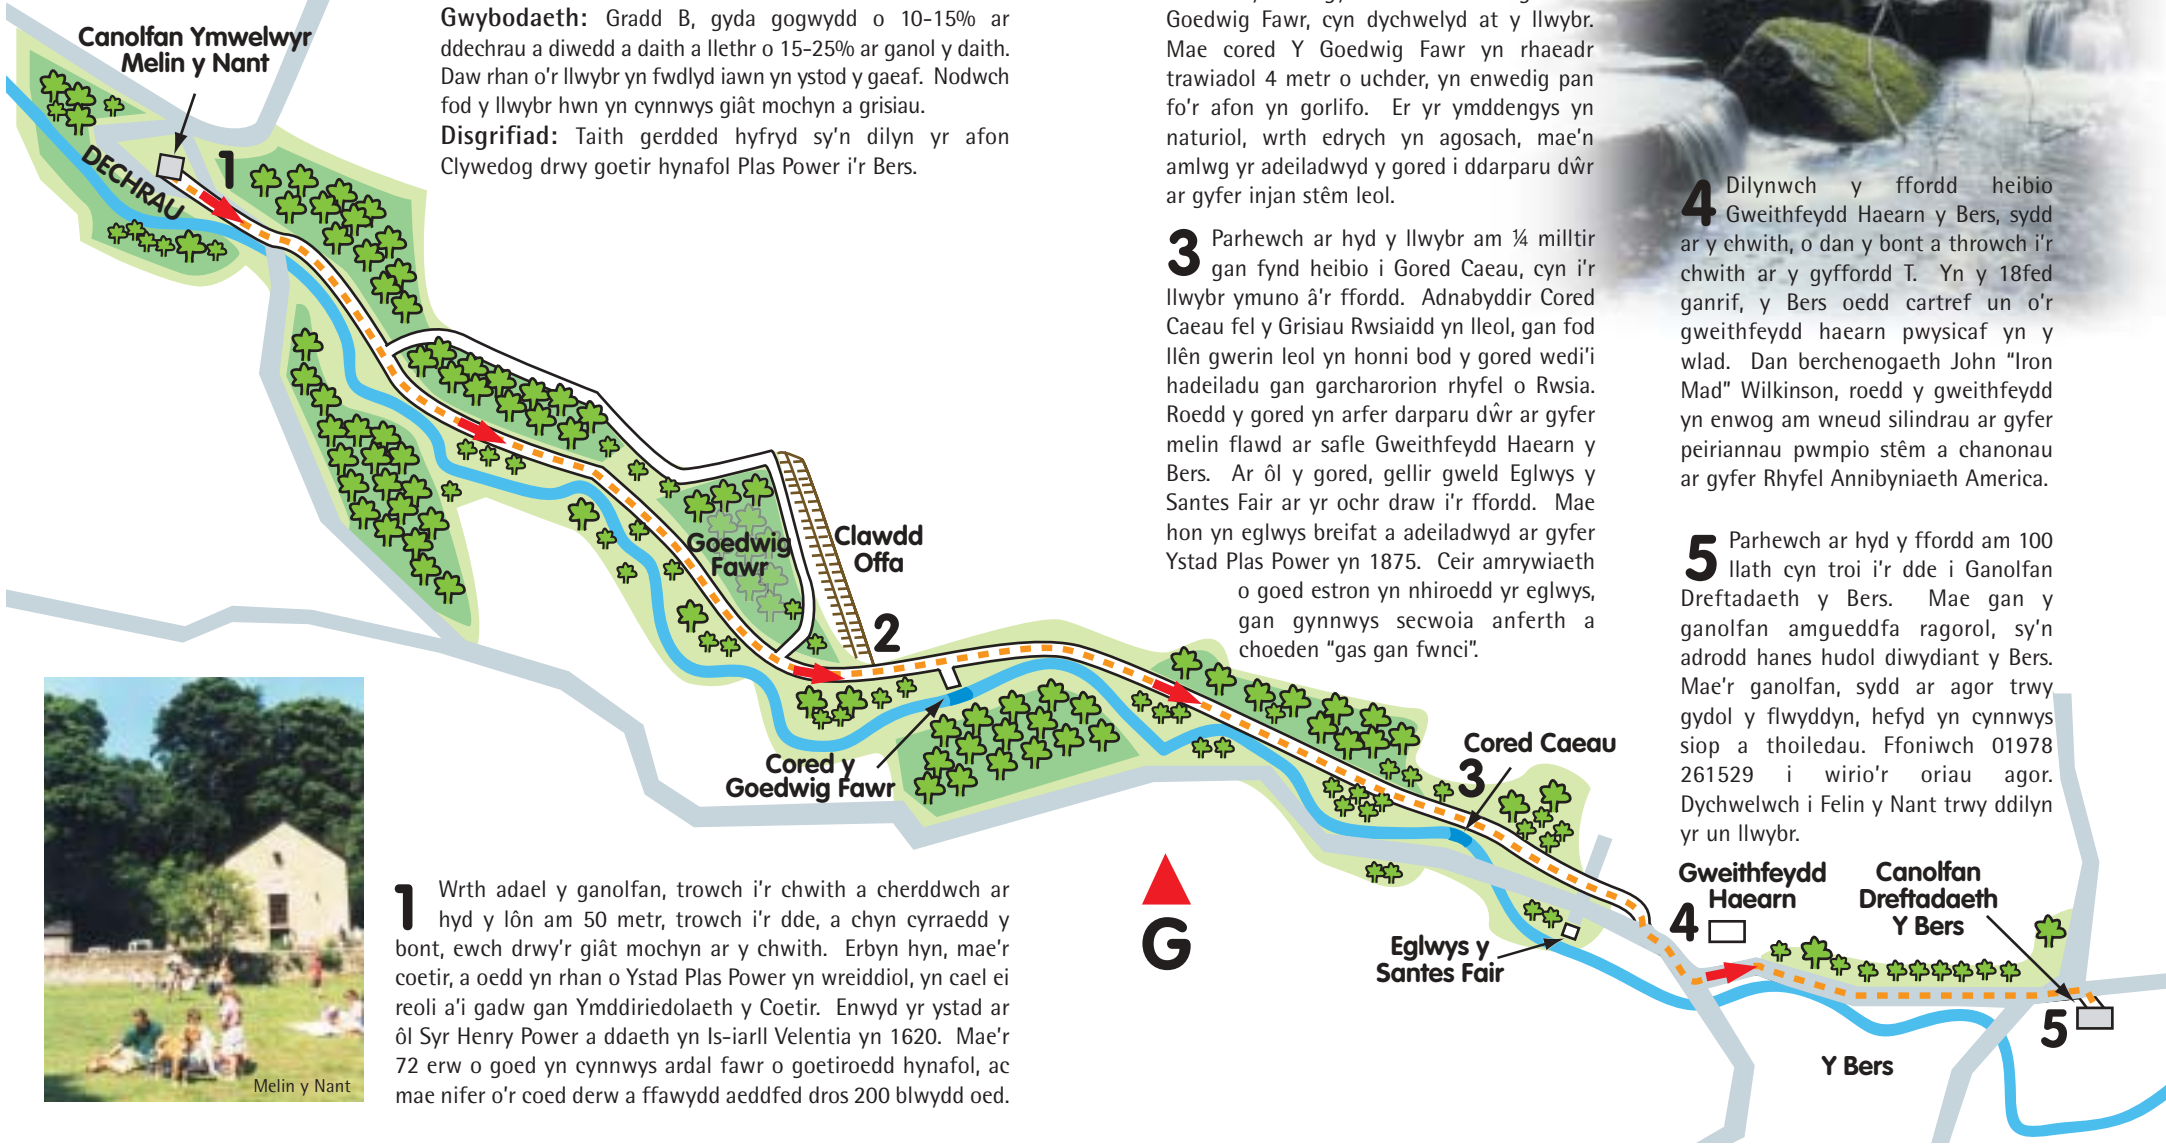 Canolfan Ymwelwyr
Melin y Nant
DECHRAU
1
Gwybodaeth: Gradd B, gyda gogwydd o 10-15% ar
ddechrau a diwedd a daith a llethr o 15-25% ar ganol y daith.
Daw rhan o'r llwybr yn fwdlyd iawn yn ystod y gaeaf. Nodwch
fod y llwybr hwn yn cynnwys giât mochyn a grisiau.
Disgrifiad: Taith gerdded hyfryd sy'n dilyn yr afon
Clywedog drwy goetir hynafol Plas Power i'r Bers.
Goedwig
Fawr
Clawdd
Offa
2
Cored y
Goedwig Fawr
Melin y Nant
1 Wrth adael y ganolfan, trowch i'r chwith a cherddwch ar
hyd y lôn am 50 metr, trowch i'r dde, a chyn cyrraedd y
bont, ewch drwy'r giât mochyn ar y chwith. Erbyn hyn, mae'r
coetir, a oedd yn rhan o Ystad Plas Power yn wreiddiol, yn cael ei
reoli a'i gadw gan Ymddiriedolaeth y Coetir. Enwyd yr ystad ar
ôl Syr Henry Power a ddaeth yn Is-iarll Velentia yn 1620. Mae'r
72 erw o goed yn cynnwys ardal fawr o goetiroedd hynafol, ac
mae nifer o'r coed derw a ffawydd aeddfed dros 200 blwydd oed.
Goedwig Fawr, cyn dychwelyd at y llwybr.
Mae cored Y Goedwig Fawr yn rhaeadr
trawiadol 4 metr o uchder, yn enwedig pan
fo'r afon yn gorlifo. Er yr ymddengys yn
naturiol, wrth edrych yn agosach, mae'n
amlwg yr adeiladwyd y gored i ddarparu dŵr
ar gyfer injan stêm leol.
3 Parhewch ar hyd y llwybr am ¼ milltir
gan fynd heibio i Gored Caeau, cyn i'r
llwybr ymuno â'r ffordd. Adnabyddir Cored
Caeau fel y Grisiau Rwsiaidd yn lleol, gan fod
llên gwerin leol yn honni bod y gored wedi'i
hadeiladu gan garcharorion rhyfel o Rwsia.
Roedd y gored yn arfer darparu dŵr ar gyfer
melin flawd ar safle Gweithfeydd Haearn y
Bers. Ar ôl y gored, gellir gweld Eglwys y
Santes Fair ar yr ochr draw i'r ffordd. Mae
hon yn eglwys breifat a adeiladwyd ar gyfer
Ystad Plas Power yn 1875. Ceir amrywiaeth
o goed estron yn nhiroedd yr eglwys,
gan gynnwys secwoia anferth a
choeden "gas gan fwnci".
Cored Caeau
3
G
Eglwys y
Santes Fair
4 Dilynwch y ffordd heibio
Gweithfeydd Haearn y Bers, sydd
ar y chwith, o dan y bont a throwch i'r
chwith ar y gyffordd T. Yn y 18fed
ganrif, y Bers oedd cartref un o'r
gweithfeydd haearn pwysicaf yn y
wlad. Dan berchenogaeth John "Iron
Mad" Wilkinson, roedd y gweithfeydd
yn enwog am wneud silindrau ar gyfer
peiriannau pwmpio stêm a chanonau
ar gyfer Rhyfel Annibyniaeth America.
5 Parhewch ar hyd y ffordd am 100
llath cyn troi i'r dde i Ganolfan
Dreftadaeth y Bers. Mae gan y
ganolfan amgueddfa ragorol, sy'n
adrodd hanes hudol diwydiant y Bers.
Mae'r ganolfan, sydd ar agor trwy
gydol y flwyddyn, hefyd yn cynnwys
siop a thoiledau. Ffoniwch 01978
261529 i wirio'r oriau agor.
Dychwelwch i Felin y Nant trwy ddilyn
yr un llwybr.
Gweithfeydd
Haearn
4
Canolfan
Dreftadaeth
Y Bers
5
Y Bers